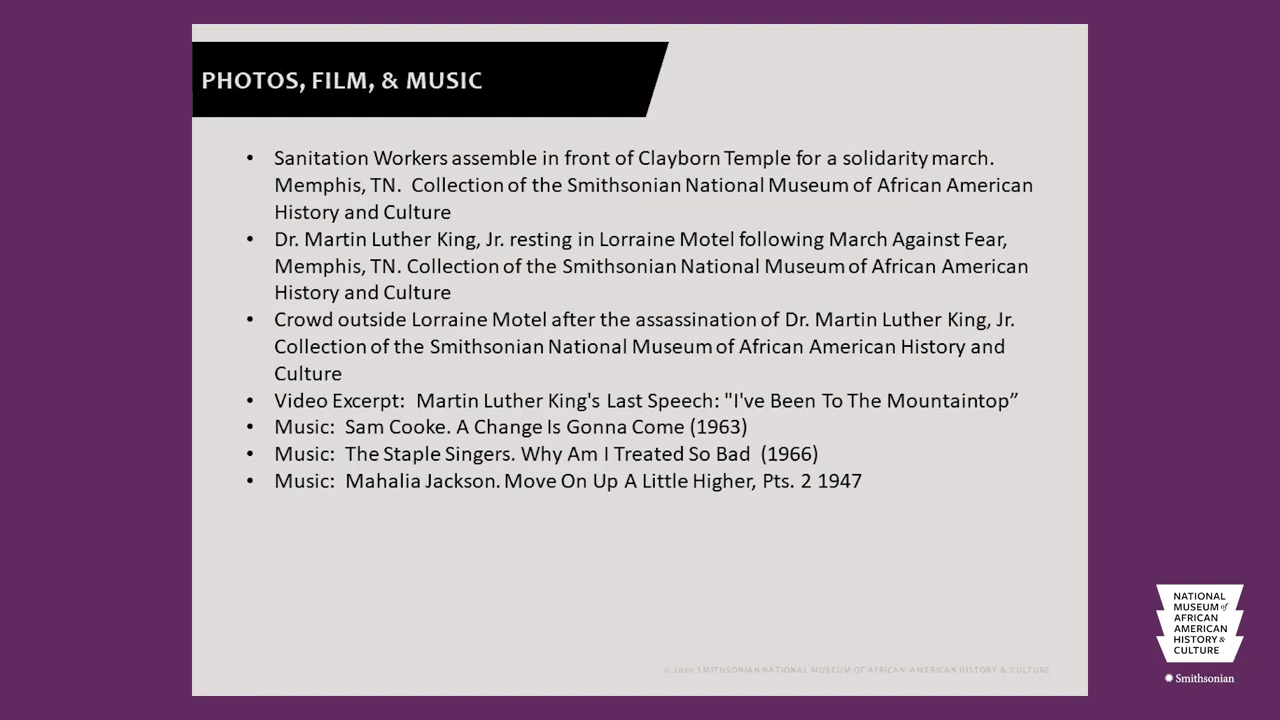 PHOTOS, FILM, & MUSIC
• Sanitation Workers assemble in front of Clayborn Temple for a solidarity march.
Memphis, TN.  Collection of the Smithsonian National Museum of African American
History and Culture
• Dr. Martin Luther King, Jr. resting in Lorraine Motel following March Against Fear,
Memphis, TN. Collection of the Smithsonian National Museum of African American
History and Culture
• Crowd outside Lorraine Motel after the assassination of Dr. Martin Luther King, Jr.
Collection of the Smithsonian National Museum of African American History and
Culture
• Video Excerpt:  Martin Luther King's Last Speech: "I've Been To The Mountaintop”
• Music:  Sam Cooke. A Change Is Gonna Come (1963)
• Music:  The Staple Singers. Why Am I Treated So Bad  (1966)
• Music:  Mahalia Jackson. Move On Up A Little Higher, Pts. 2 1947
© 2020 SMITHSONIAN NATIONAL MUSEUM OF AFRICAN AMERICAN HISTORY & CULTURE
NATIONAL
MUSEUM of
AFRICAN
AMERICAN
HISTORY &
CULTURE
Smithsonian